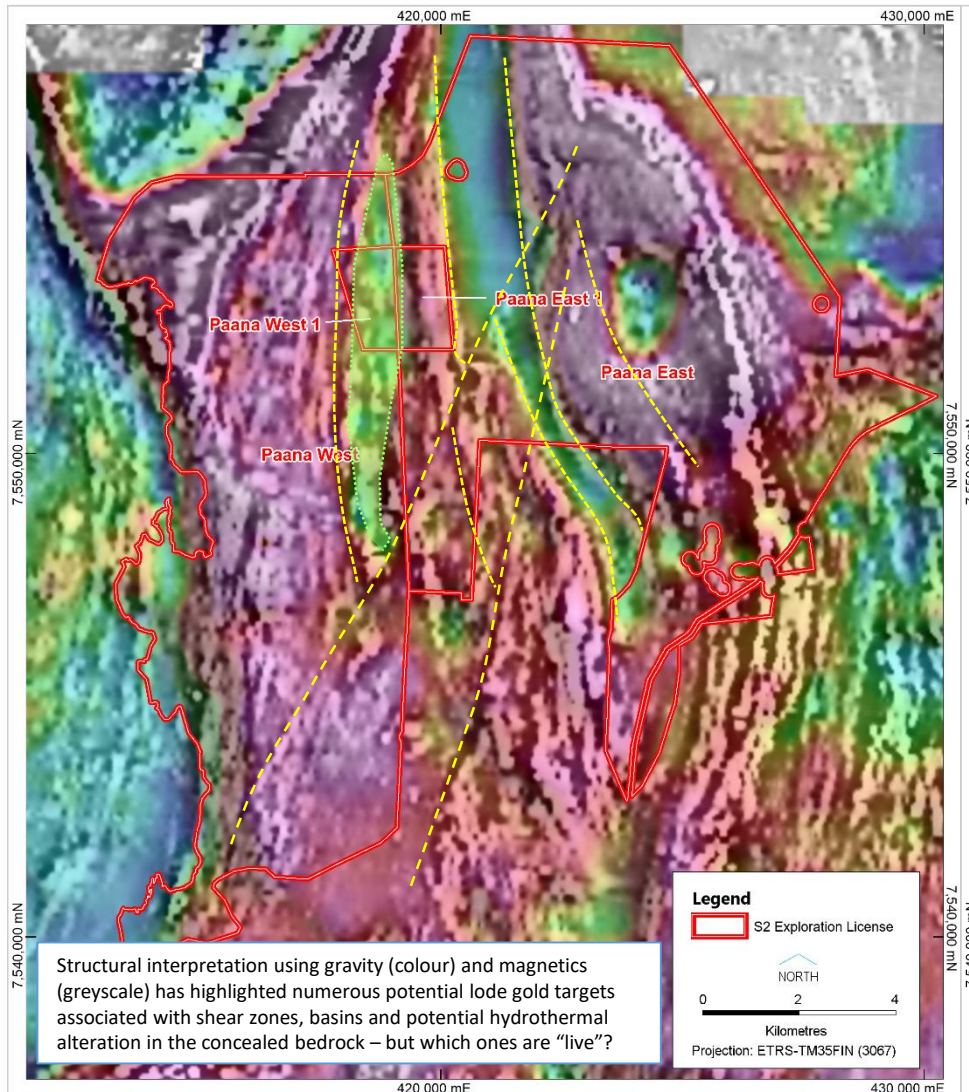 420,000 mE
430,000 mE
Paana West 1
Paana East 1
Paana East
Paana West
7,550,000 mN
7,550,000 mN
7,540,000 mN
7,540,000 mN
Legend
S2 Exploration License
NORTH
0 2 4
Kilometres
Projection: ETRS-TM35FIN (3067)
Structural interpretation using gravity (colour) and magnetics
(greyscale) has highlighted numerous potential lode gold targets
associated with shear zones, basins and potential hydrothermal
alteration in the concealed bedrock – but which ones are “live”?
420,000 mE
430,000 mE